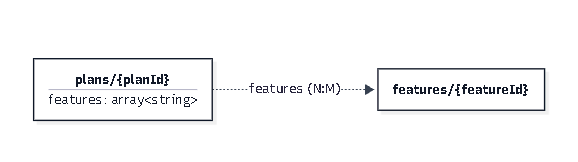 plans/{planId}
features: array<string>
features (N:M)
features/{featureId}